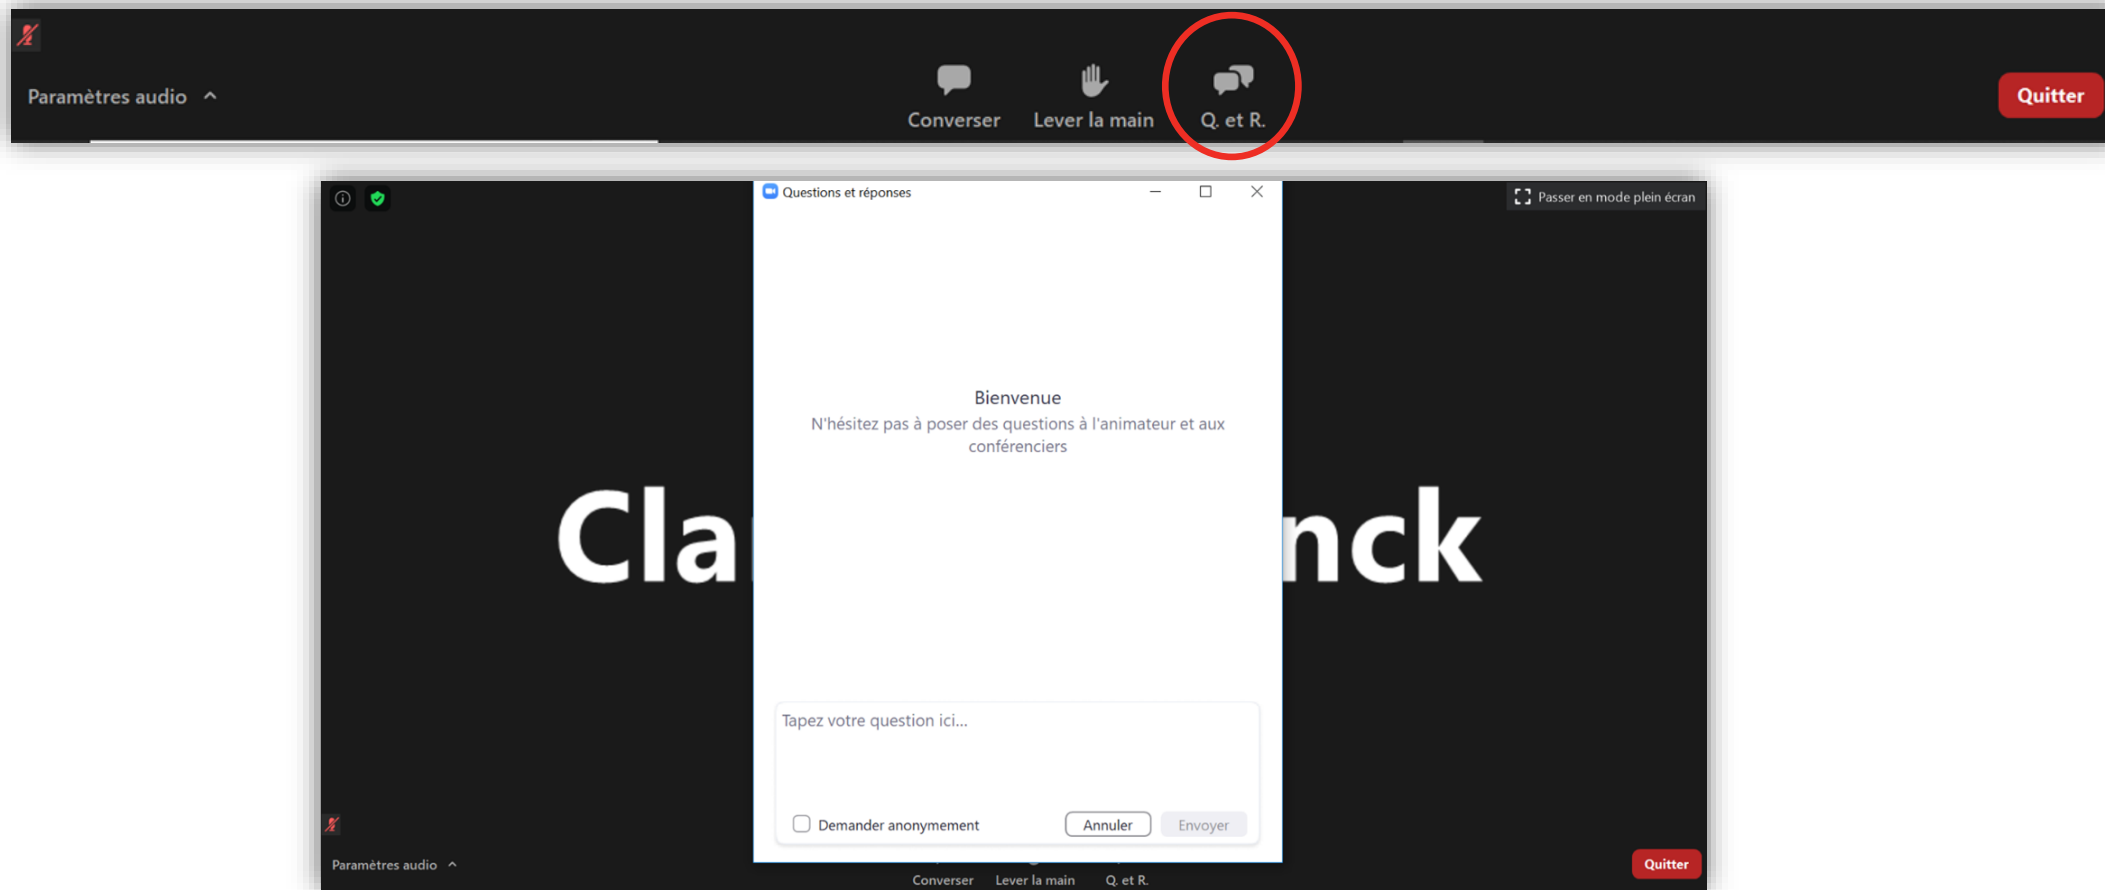 Paramètres audio
Converser
Lever la main
Q. et R.
Quitter
Questions et réponses
Passer en mode plein écran
Bienvenue
N'hésitez pas à poser des questions à l'animateur et aux
conférenciers
Cla
nck
Tapez votre question ici...
Demander anonymement
Annuler
Envoyer
Paramètres audio
Converser
Lever la main
Q. et R.
Quitter